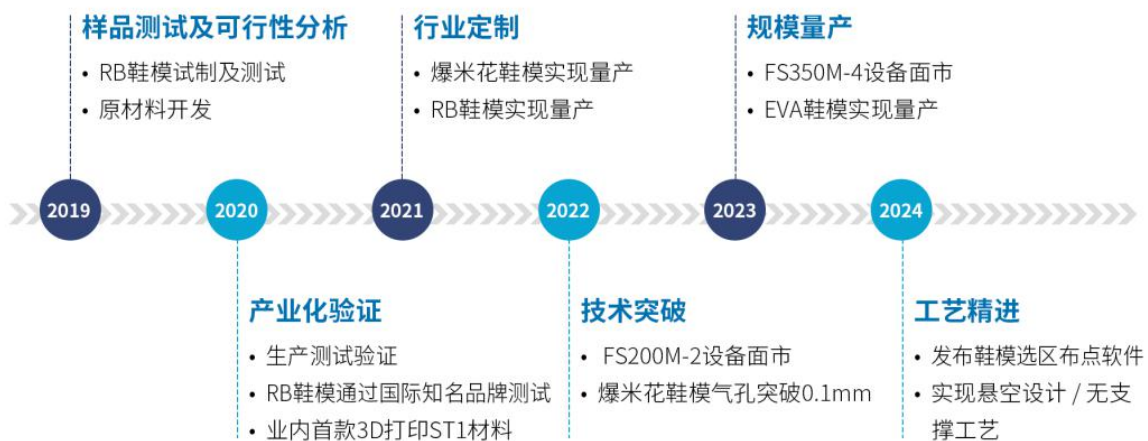 样品测试及可行性分析
• RB鞋模试制及测试
• 原材料开发
行业定制
• 爆米花鞋模实现量产
• RB鞋模实现量产
规模量产
• FS350M-4设备面市
• EVA鞋模实现量产
2019
2020
2021
2022
2023
2024
产业化验证
• 生产测试验证
• RB鞋模通过国际知名品牌测试
• 业内首款3D打印ST1材料
技术突破
• FS200M-2设备面市
• 爆米花鞋模气孔突破0.1mm
工艺精进
• 发布鞋模选区布点软件
• 实现悬空设计 / 无支
撑工艺